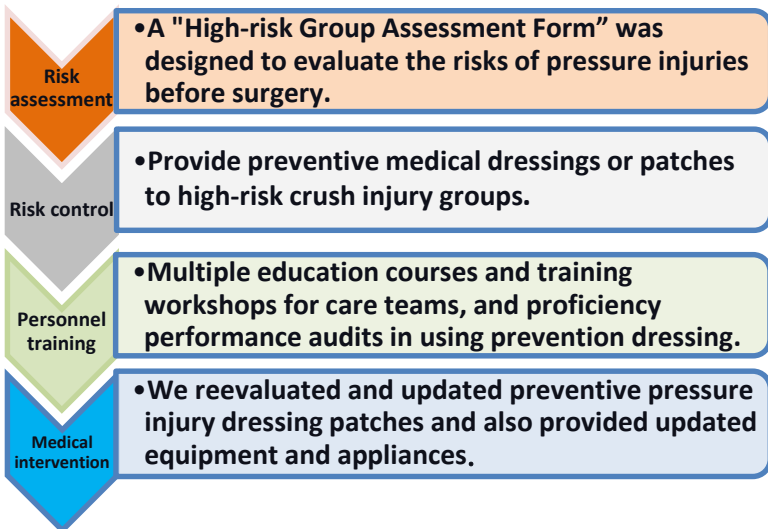 Risk
assessment
•A "High-risk Group Assessment Form” was
designed to evaluate the risks of pressure injuries
before surgery.
Risk control
•Provide preventive medical dressings or patches
to high-risk crush injury groups.
Personnel
training
•Multiple education courses and training
workshops for care teams, and proficiency
performance audits in using prevention dressing.
Medical
intervention
•We reevaluated and updated preventive pressure
injury dressing patches and also provided updated
equipment and appliances.